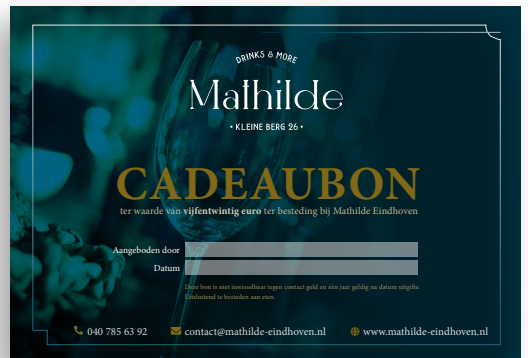 DRINKS & MORE
Mathilde
• KLEINE BERG 26 •
CADEAUBON
ter waarde van vijfentwintig euro ter besteding bij Mathilde Eindhoven
Aangeboden door
Datum
Deze bon is niet inwisselbaar tegen contact geld en één jaar geldig na datum uitgifte.
Uitsluitend te besteden aan eten.
040 785 63 92 contact@mathilde-eindhoven.nl www.mathilde-eindhoven.nl